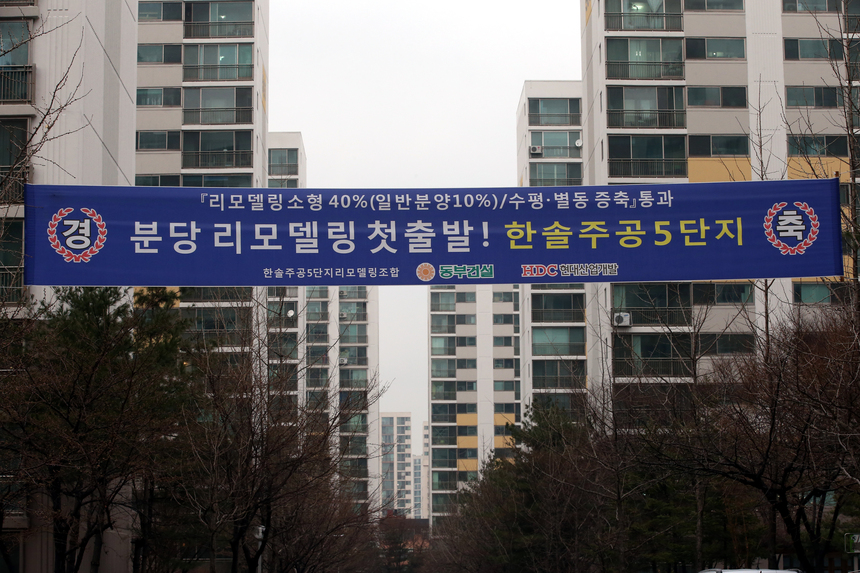 『리모델링소형 40%(일반분양10%)/수평·별동 증축』통과
경 분당 리모델링 첫출발! 한솔주공5단지 축
한솔주공5단지리모델링조합 동부건설 HDC 현대산업개발